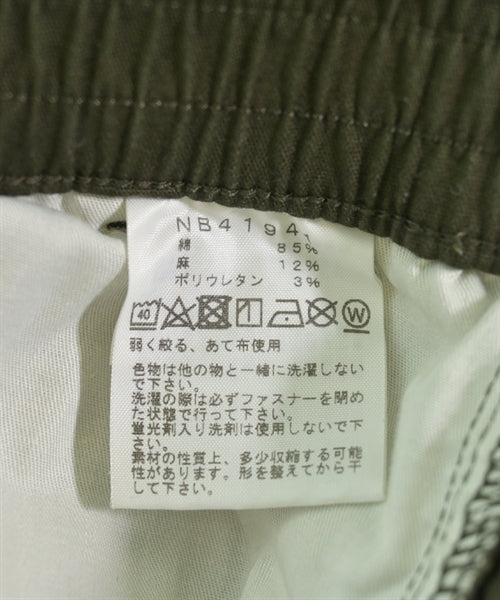 NB41941
綿 85%
麻 12%
ポリウレタン 3%
40 W
弱く絞る、あて布使用
色物は他の物と一緒に洗濯しない
で下さい。
洗濯の際は必ずファスナーを閉め
た状態で行って下さい。
蛍光剤入り洗剤は使用しないで下
さい。
素材の性質上、多少収縮する可能
性があります。形を整えてから干
して下さい。